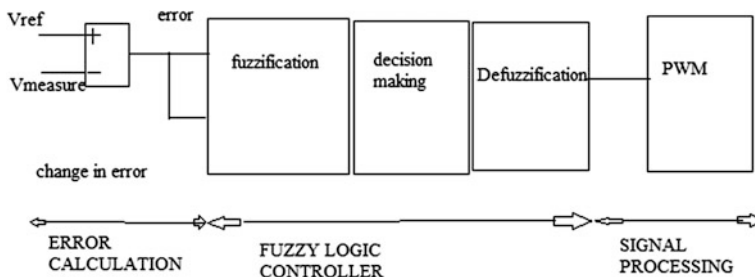 Vref
error
+
Vmeasure
-
fuzzification
decision
making
Defuzzification
PWM
change in error
ERROR
CALCULATION
FUZZY LOGIC
CONTROLLER
SIGNAL
PROCESSING